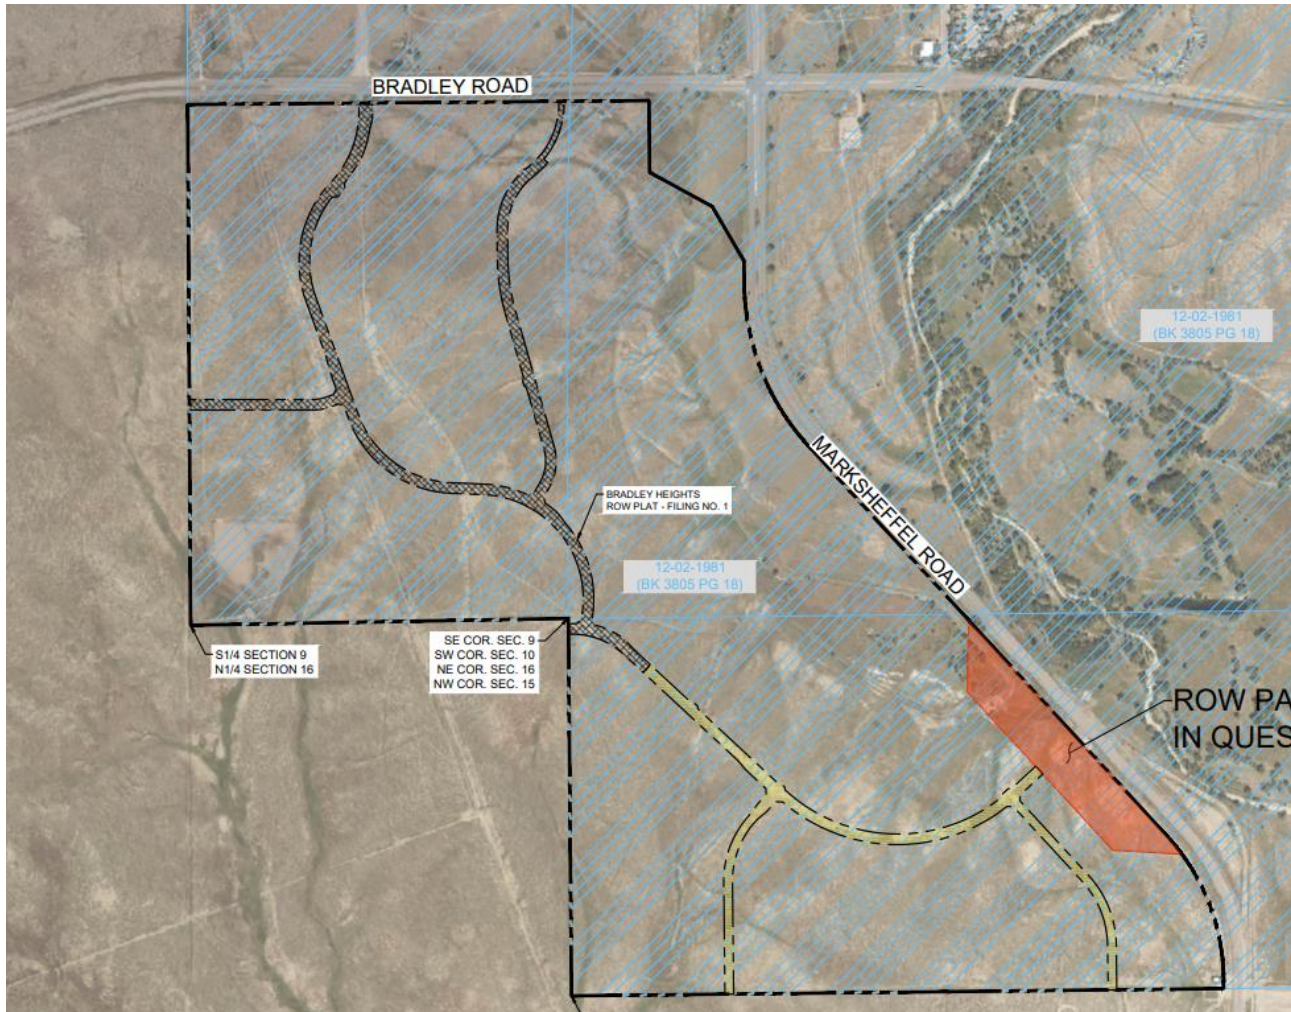 BRADLEY ROAD
12-02-1981
(BK 3805 PG 18)
MARKSHEFFEL ROAD
BRADLEY HEIGHTS
ROW PLAT - FILING NO. 1
12-02-1981
(BK 3805 PG 18)
S1/4 SECTION 9
N1/4 SECTION 16
SE COR. SEC. 9
SW COR. SEC. 10
NE COR. SEC. 16
NW COR. SEC. 15
ROW PA
IN QUES